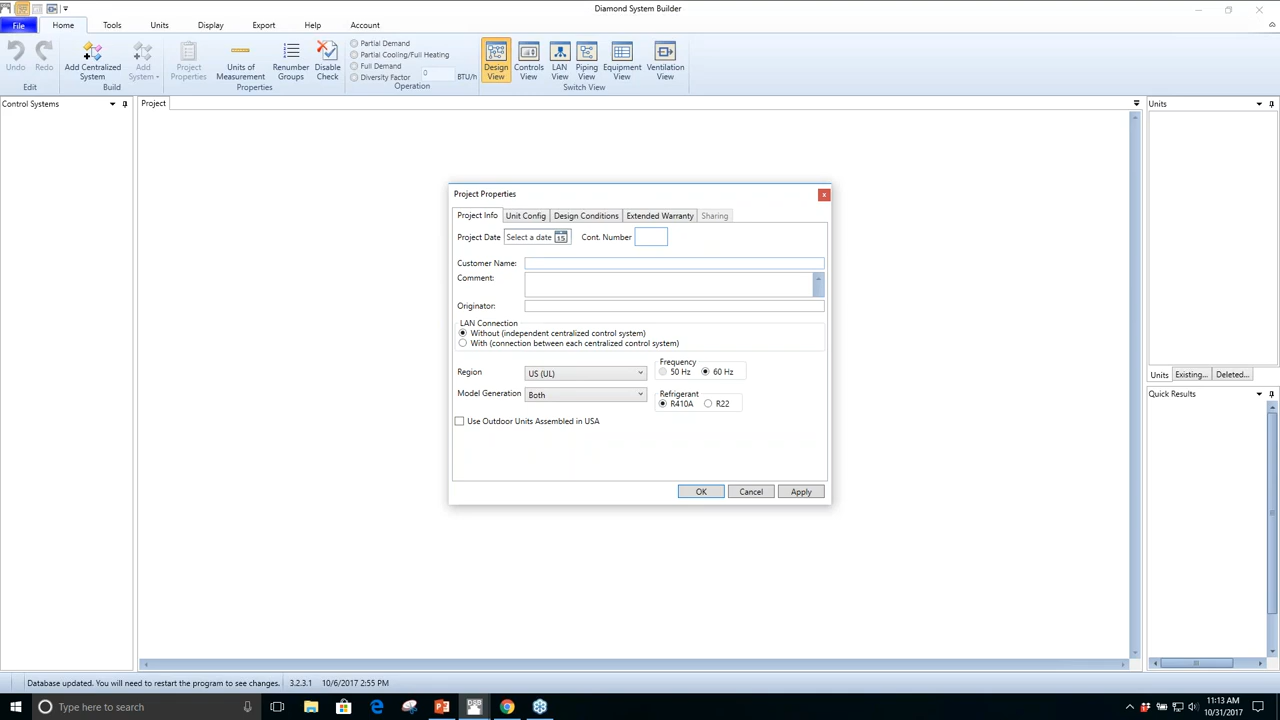 Diamond System Builder
File Home Tools Units Display Export Help Account
Undo Redo
Edit
Add Centralized System
Add System
Build
Project Properties
Units of Measurement
Renumber Groups
Disable Check
Properties
Partial Demand
Partial Cooling/Full Heating
Full Demand
Diversity Factor 0 BTU/h
Operation
Design View
Controls View
LAN View
Piping View
Equipment View
Ventilation View
Switch View
Control Systems
Project
Units
Project Properties
x
Project Info Unit Config Design Conditions Extended Warranty Sharing
Project Date Select a date 15 Cont. Number
Customer Name:
Comment:
Originator:
LAN Connection
Without (independent centralized control system)
With (connection between each centralized control system)
Region US (UL)
Frequency
50 Hz 60 Hz
Model Generation Both
Refrigerant
R410A R22
Use Outdoor Units Assembled in USA
OK Cancel Apply
Units Existing... Deleted...
Quick Results
Database updated. You will need to restart the program to see changes. 3.2.3.1 10/6/2017 2:55 PM
Type here to search
DSB
11:13 AM
10/31/2017